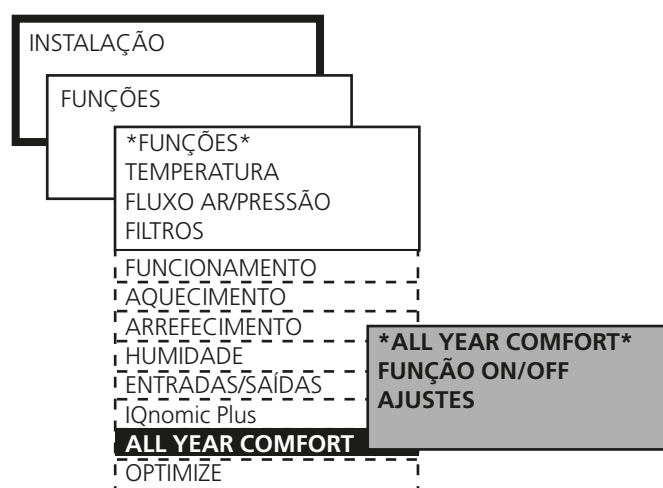 INSTALAÇÃO
FUNÇÕES
*FUNÇÕES*
TEMPERATURA
FLUXO AR/PRESSÃO
FILTROS
FUNCIONAMENTO
AQUECIMENTO
ARREFECIMENTO
HUMIDADE
ENTRADAS/SAÍDAS
IQnomic Plus
ALL YEAR COMFORT
OPTIMIZE
*ALL YEAR COMFORT*
FUNÇÃO ON/OFF
AJUSTES